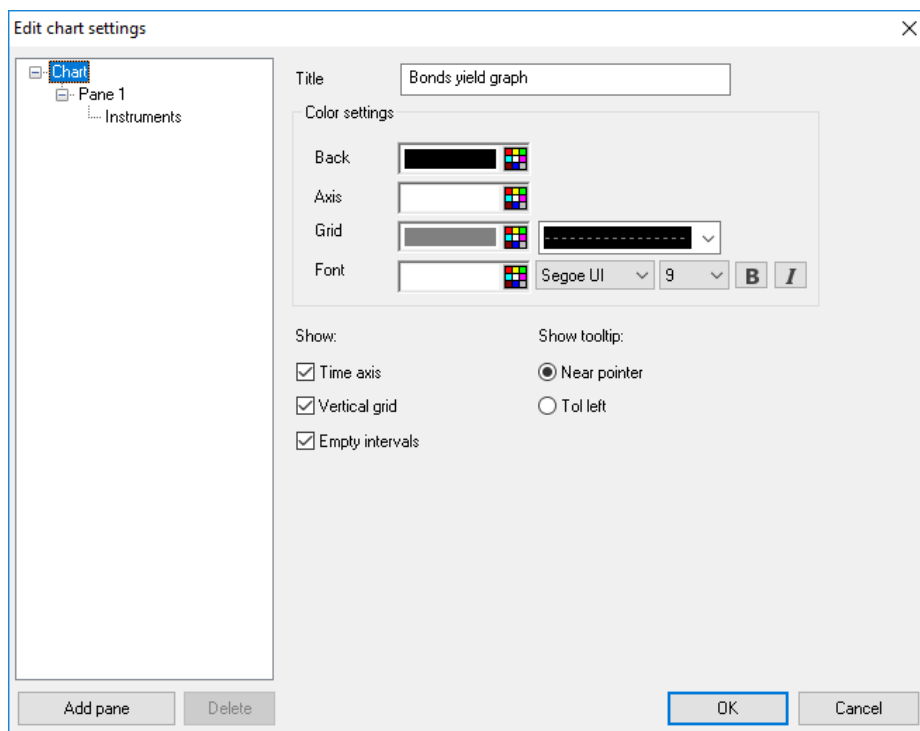 Edit chart settings
Chart
Pane 1
Instruments
Title
Bonds yield graph
Color settings
Back
Axis
Grid
Font
Segoe UI
9
B
I
Show:
Show tooltip:
Time axis
Near pointer
Vertical grid
Tol left
Empty intervals
Add pane
Delete
OK
Cancel